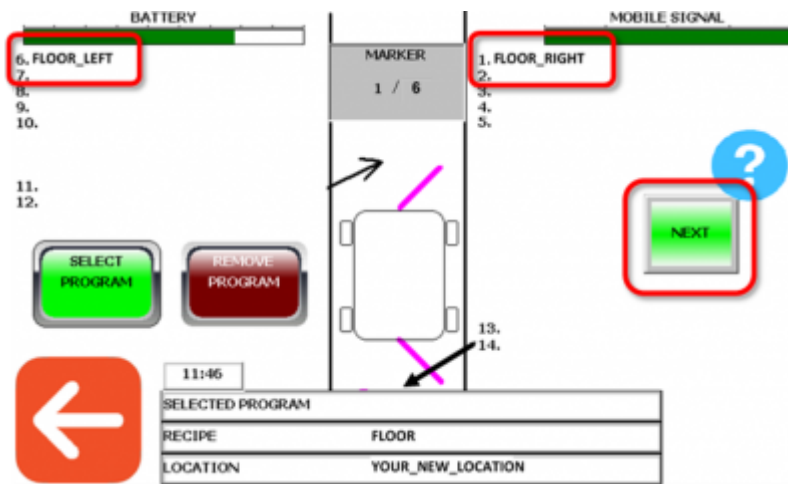 BATTERY
MOBILE SIGNAL
6. FLOOR_LEFT
7.
8.
9.
10.
11.
12.
MARKER
1 / 6
1. FLOOR_RIGHT
2.
3.
4.
5.
?
NEXT
SELECT
PROGRAM
REMOVE
PROGRAM
13.
14.
11:46
SELECTED PROGRAM
RECIPE FLOOR
LOCATION YOUR_NEW_LOCATION